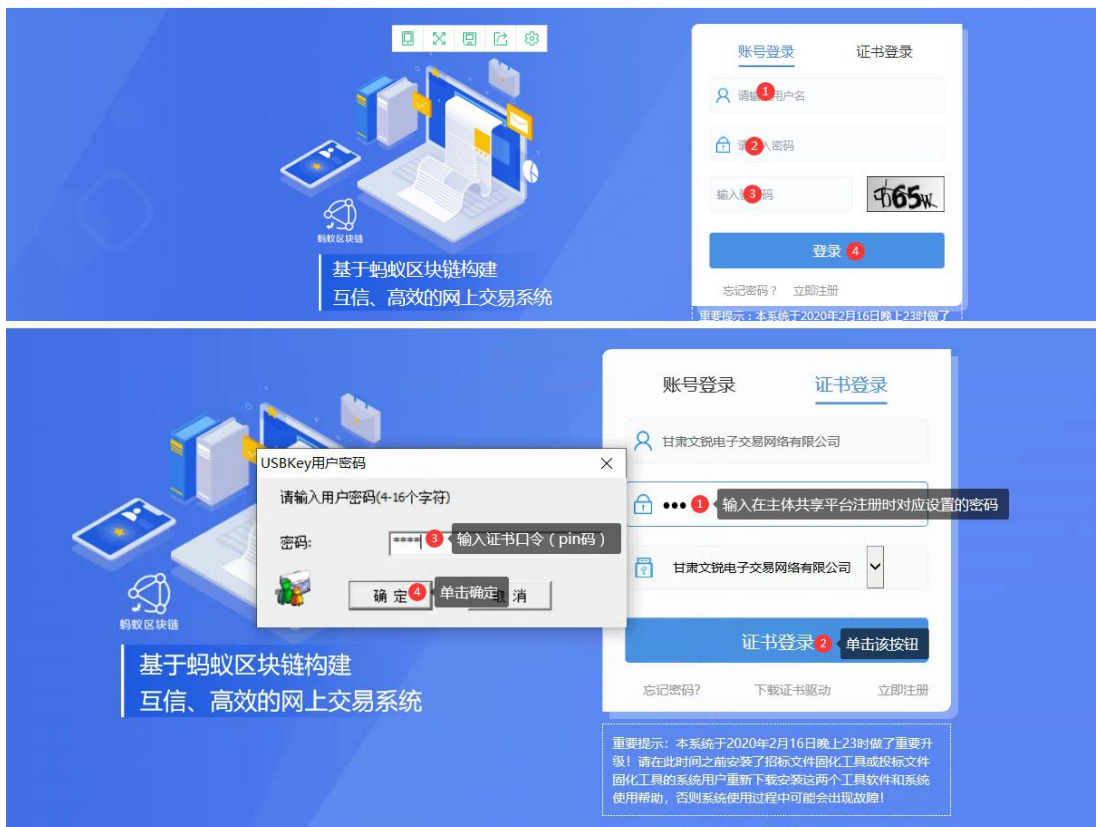 账号登录 证书登录
请输入用户名
1
请输入密码
2
输入验证码
3
65w
登录 4
忘记密码？ 立即注册
重要提示：本系统于2020年2月16日晚上23时做了
蚂蚁区块链
基于蚂蚁区块链构建
互信、高效的网上交易系统
账号登录 证书登录
甘肃文锐电子交易网络有限公司
••• 1 输入在主体共享平台注册时对应设置的密码
甘肃文锐电子交易网络有限公司
证书登录 2 单击该按钮
忘记密码? 下载证书驱动 立即注册
重要提示：本系统于2020年2月16日晚上23时做了重要升
级！请在此时间之前安装了招标文件固化工具或投标文件
固化工具的系统用户重新下载安装这两个工具软件和系统
使用帮助，否则系统使用过程中可能会出现故障！
USBKey用户密码
请输入用户密码(4-16个字符)
密码: **** 3 输入证书口令（pin码）
确 定 4 单击确定 取 消
蚂蚁区块链
基于蚂蚁区块链构建
互信、高效的网上交易系统